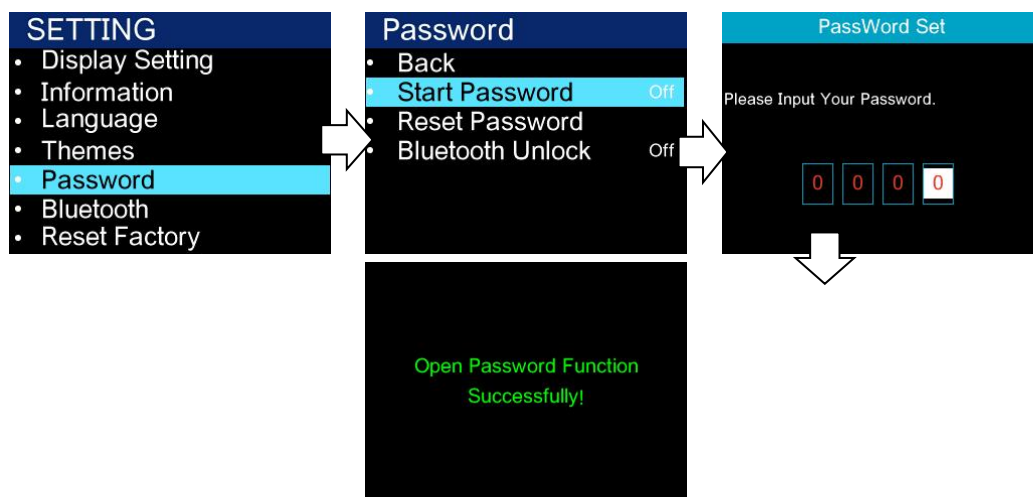 SETTING
• Display Setting
• Information
• Language
• Themes
• Password
• Bluetooth
• Reset Factory
Password
• Back
• Start Password Off
• Reset Password
• Bluetooth Unlock Off
PassWord Set
Please Input Your Password.
0 0 0 0
Open Password Function
Successfully!